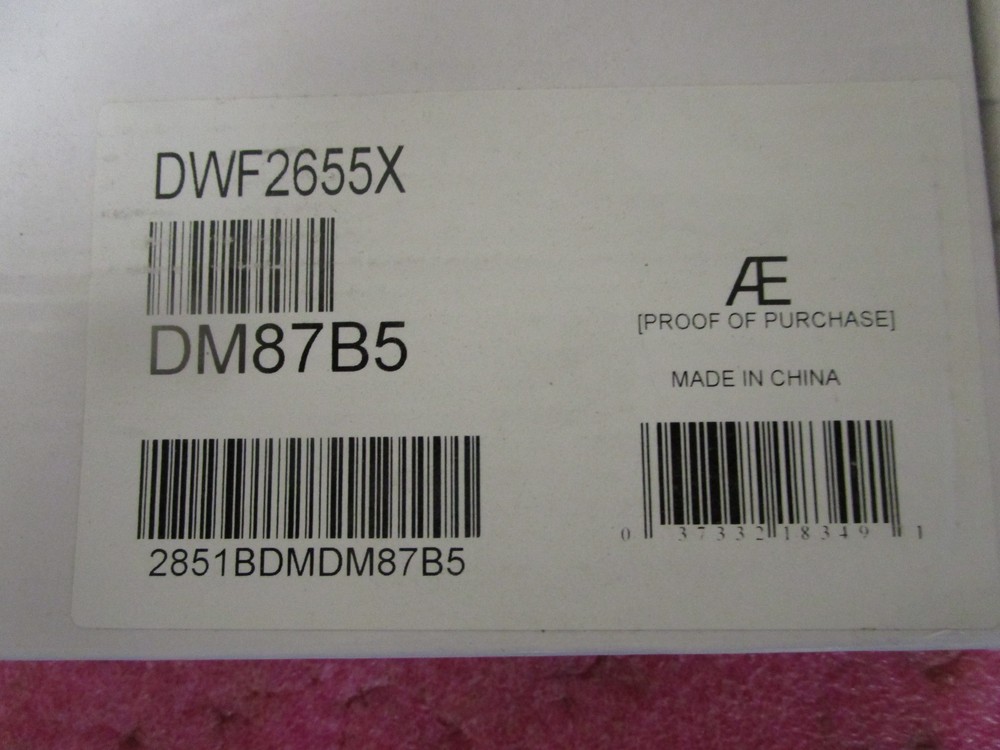 DWF2655X
DM87B5
2851BDMDM87B5
Æ
[PROOF OF PURCHASE]
MADE IN CHINA
0 37332 18349 1